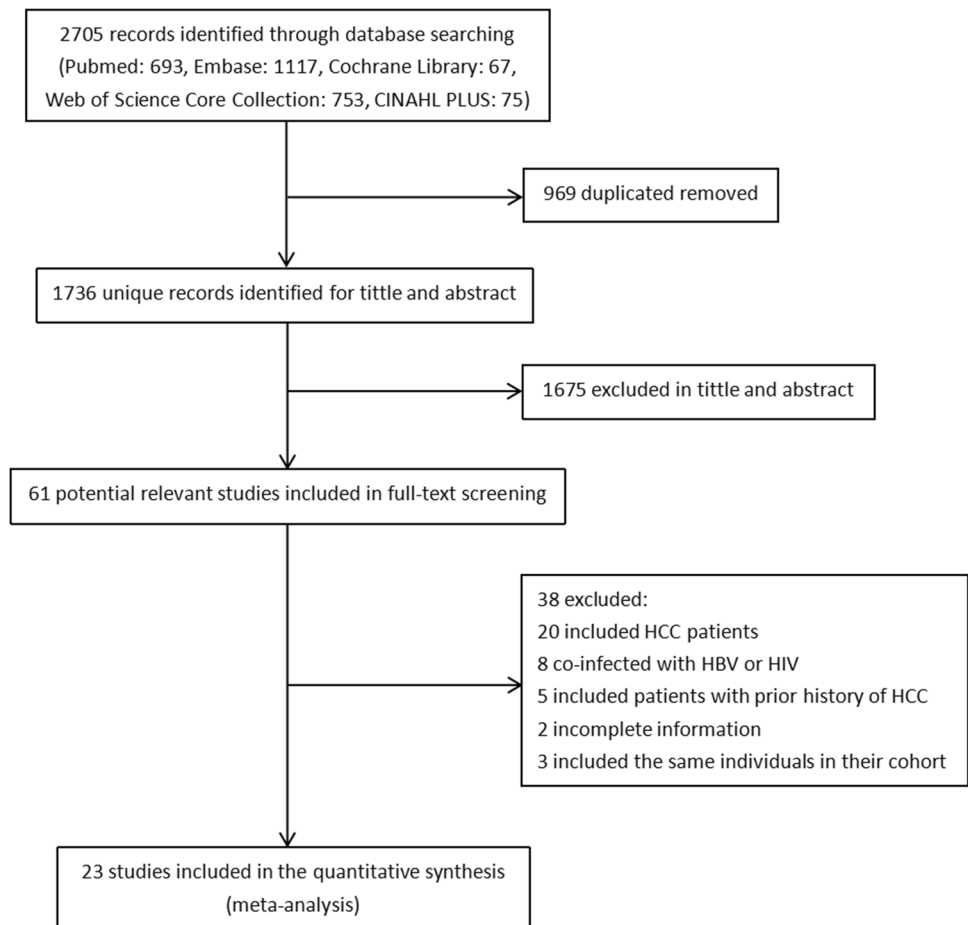 2705 records identified through database searching
(Pubmed: 693, Embase: 1117, Cochrane Library: 67,
Web of Science Core Collection: 753, CINAHL PLUS: 75)
969 duplicated removed
1736 unique records identified for tittle and abstract
1675 excluded in tittle and abstract
61 potential relevant studies included in full-text screening
38 excluded:
20 included HCC patients
8 co-infected with HBV or HIV
5 included patients with prior history of HCC
2 incomplete information
3 included the same individuals in their cohort
23 studies included in the quantitative synthesis
(meta-analysis)